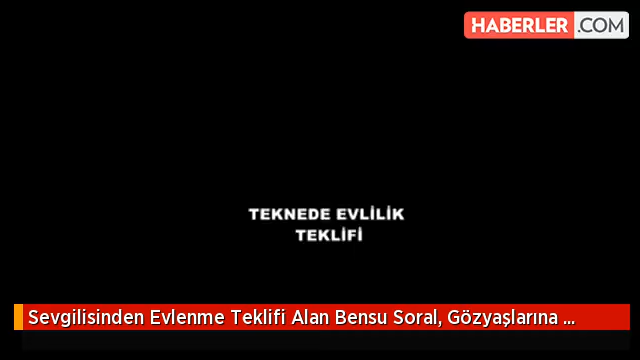 HABERLER.COM
TEKNEDE EVLİLİK
TEKLİFİ
Sevgilisinden Evlenme Teklifi Alan Bensu Soral, Gözyaşlarına ...